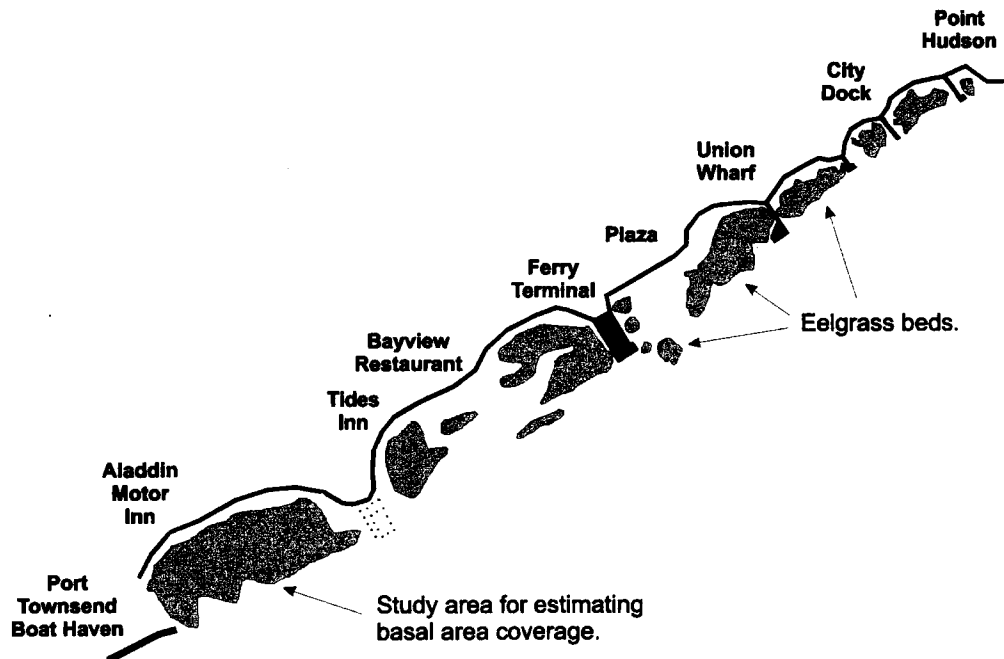 Point
Hudson
City
Dock
Union
Wharf
Plaza
Ferry
Terminal
Eelgrass beds.
Bayview
Restaurant
Tides
Inn
Aladdin
Motor
Inn
Port
Townsend
Boat Haven
Study area for estimating
basal area coverage.